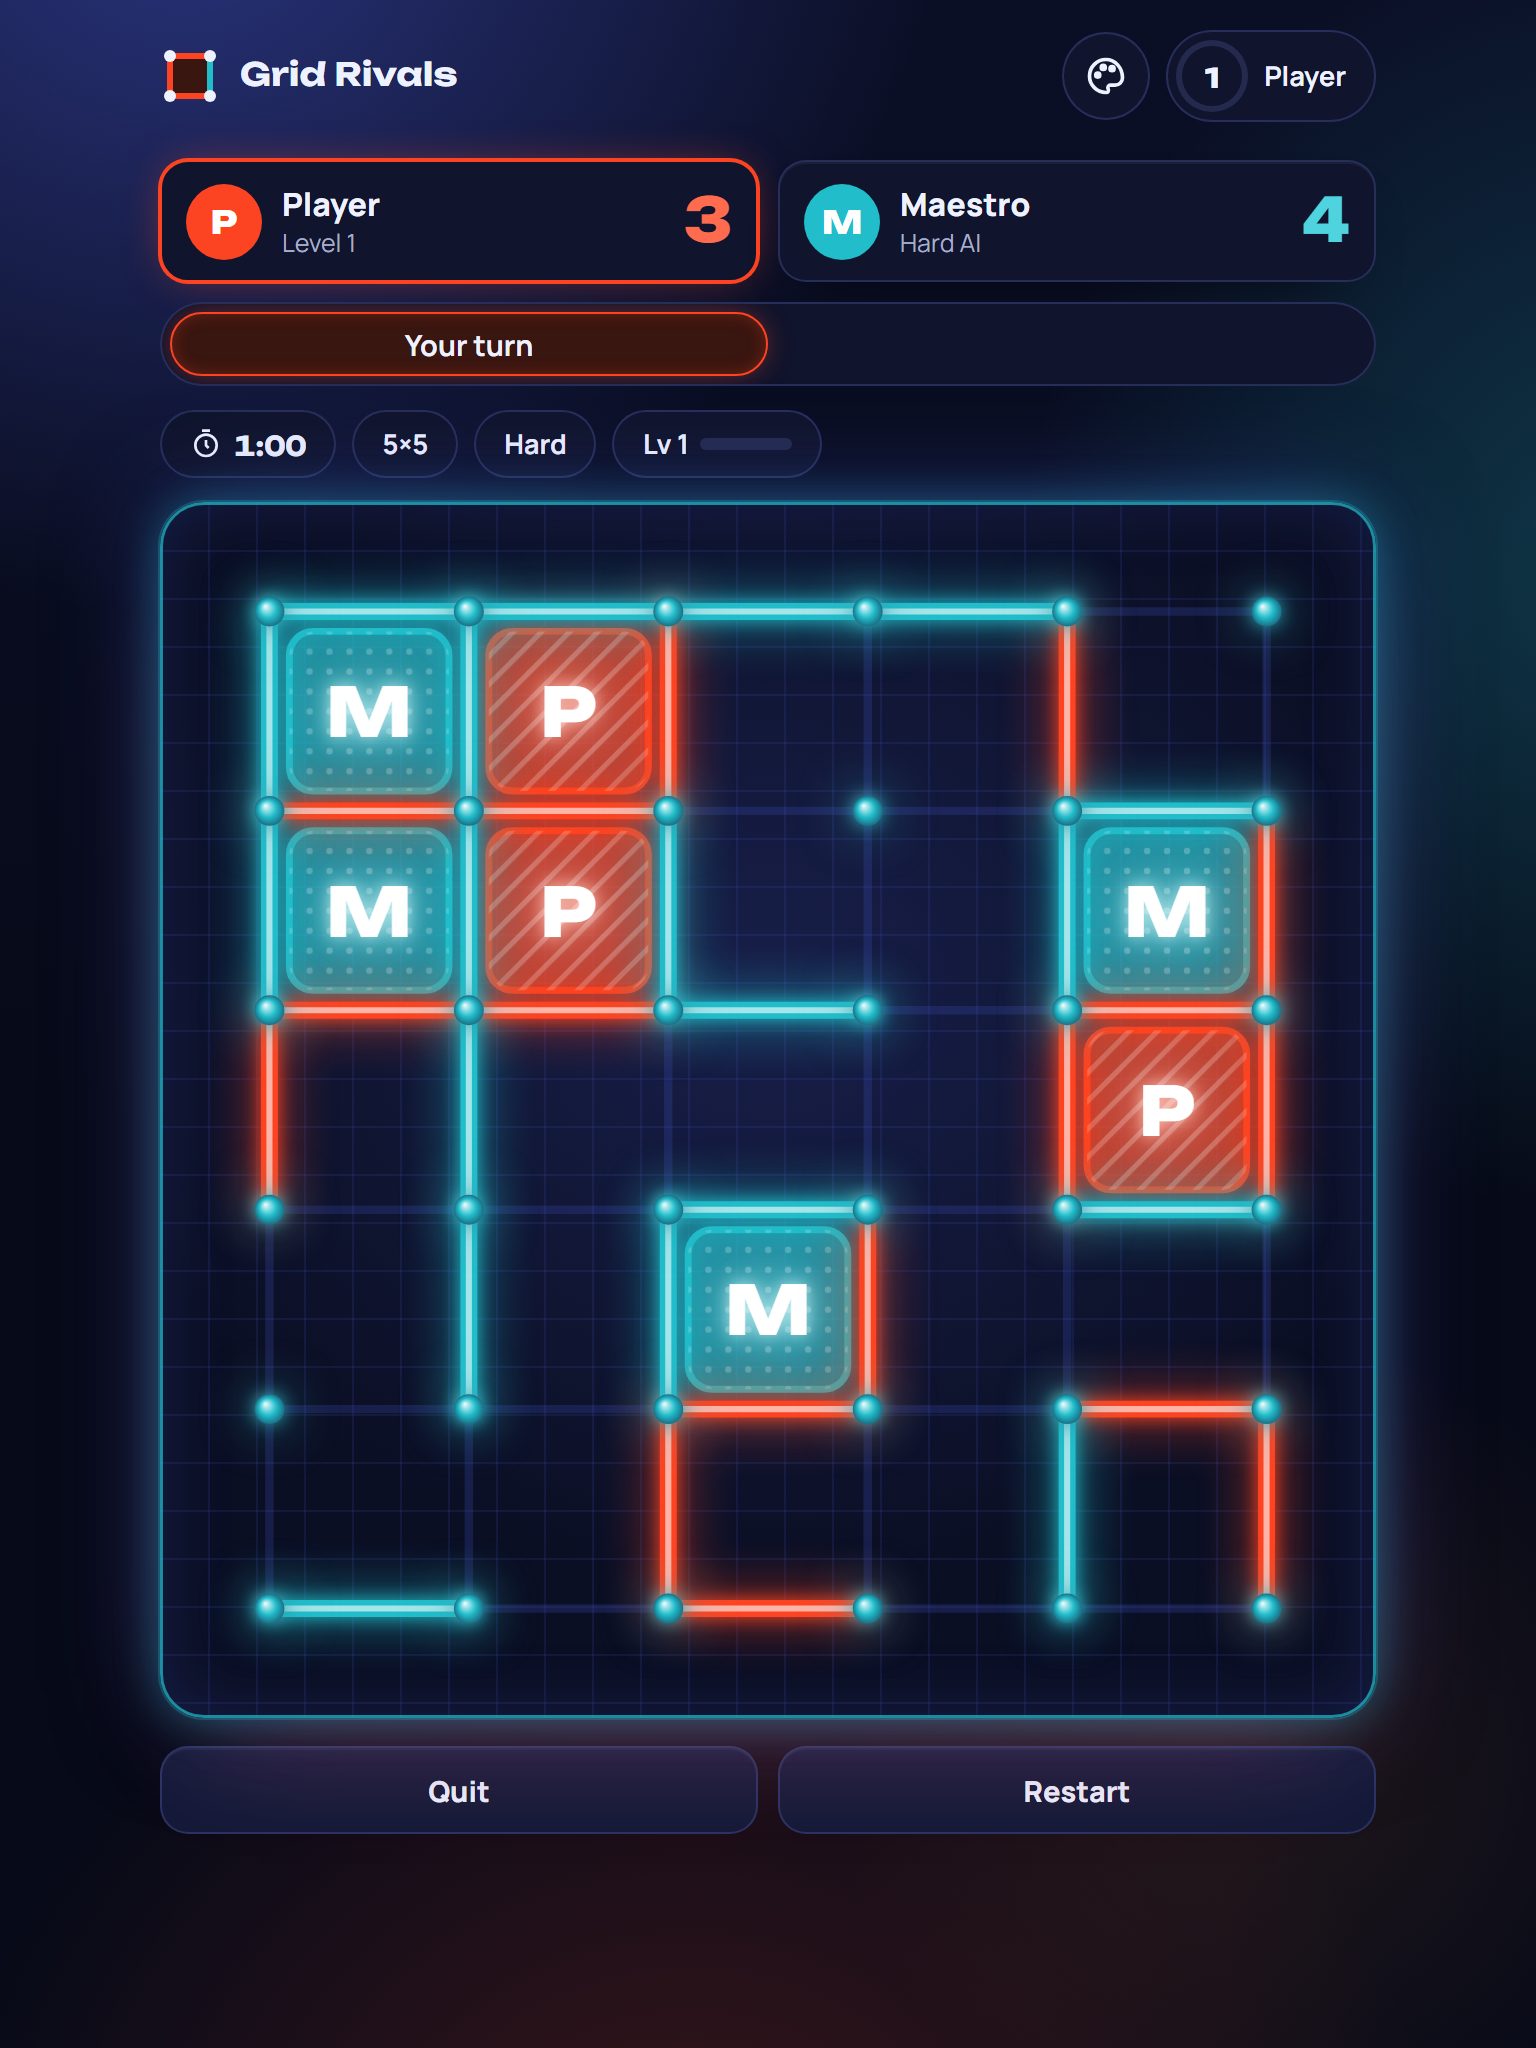 Grid Rivals
1 Player
P Player 3
Level 1
M Maestro 4
Hard AI
Your turn
1:00 5×5 Hard Lv 1
M P
M P M
P
M
Quit Restart